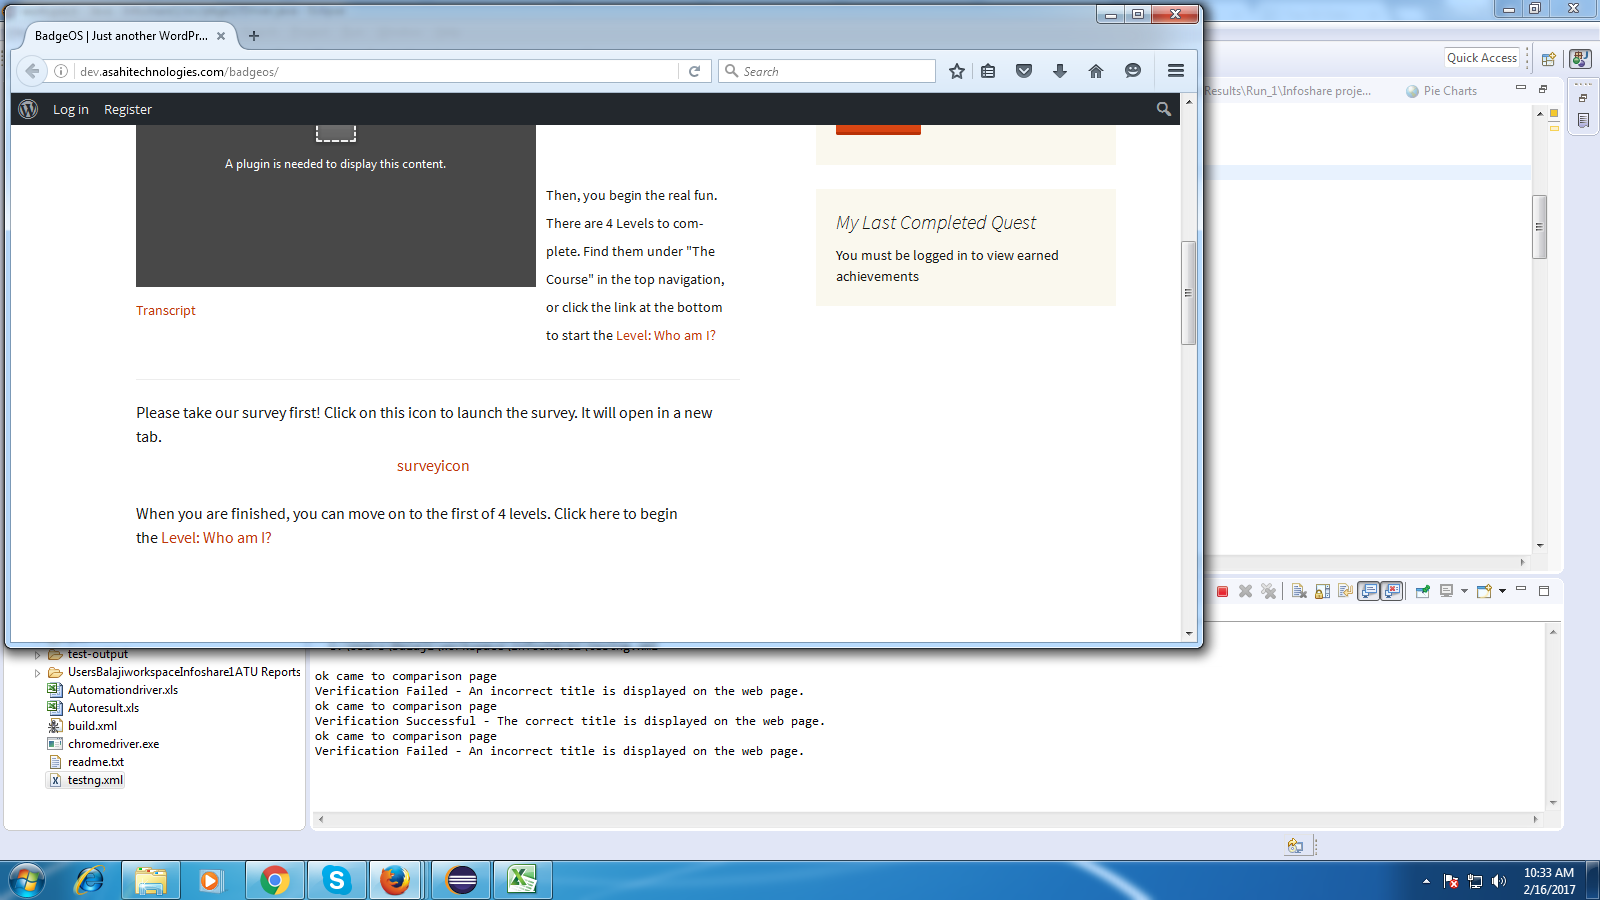 BadgeOS | Just another WordPr...
dev.asahitechnologies.com/badgeos/
Search
Log in
Register
A plugin is needed to display this content.
Transcript
Then, you begin the real fun.
There are 4 Levels to com-
plete. Find them under "The
Course" in the top navigation,
or click the link at the bottom
to start the Level: Who am I?
My Last Completed Quest
You must be logged in to view earned
achievements
Please take our survey first! Click on this icon to launch the survey. It will open in a new
tab.
surveyicon
When you are finished, you can move on to the first of 4 levels. Click here to begin
the Level: Who am I?
Quick Access
Results\Run_1\Infoshare proje...
Pie Charts
test-output
UsersBalajiworkspaceInfoshare1ATU Reports
Automationdriver.xls
Autoresult.xls
build.xml
chromedriver.exe
readme.txt
testng.xml
ok came to comparison page
Verification Failed - An incorrect title is displayed on the web page.
ok came to comparison page
Verification Successful - The correct title is displayed on the web page.
ok came to comparison page
Verification Failed - An incorrect title is displayed on the web page.
10:33 AM
2/16/2017